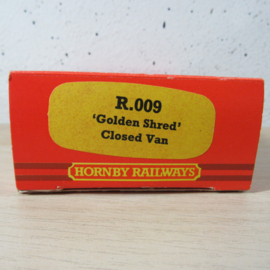 R.009
‘Golden Shred’
Closed Van
HORNBY RAILWAYS